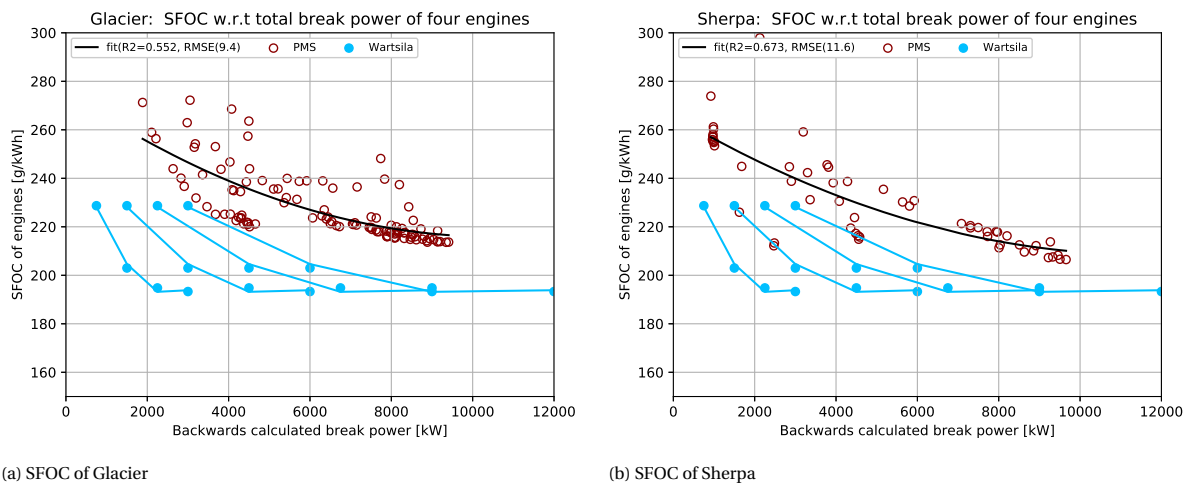 Glacier:  SFOC w.r.t total break power of four engines
fit(R2=0.552, RMSE(9.4)
PMS
Wartsila
SFOC of engines [g/kWh]
300
280
260
240
220
200
180
160
0 2000 4000 6000 8000 10000 12000
Backwards calculated break power [kW]
(a) SFOC of Glacier
Sherpa:  SFOC w.r.t total break power of four engines
fit(R2=0.673, RMSE(11.6)
PMS
Wartsila
SFOC of engines [g/kWh]
300
280
260
240
220
200
180
160
0 2000 4000 6000 8000 10000 12000
Backwards calculated break power [kW]
(b) SFOC of Sherpa